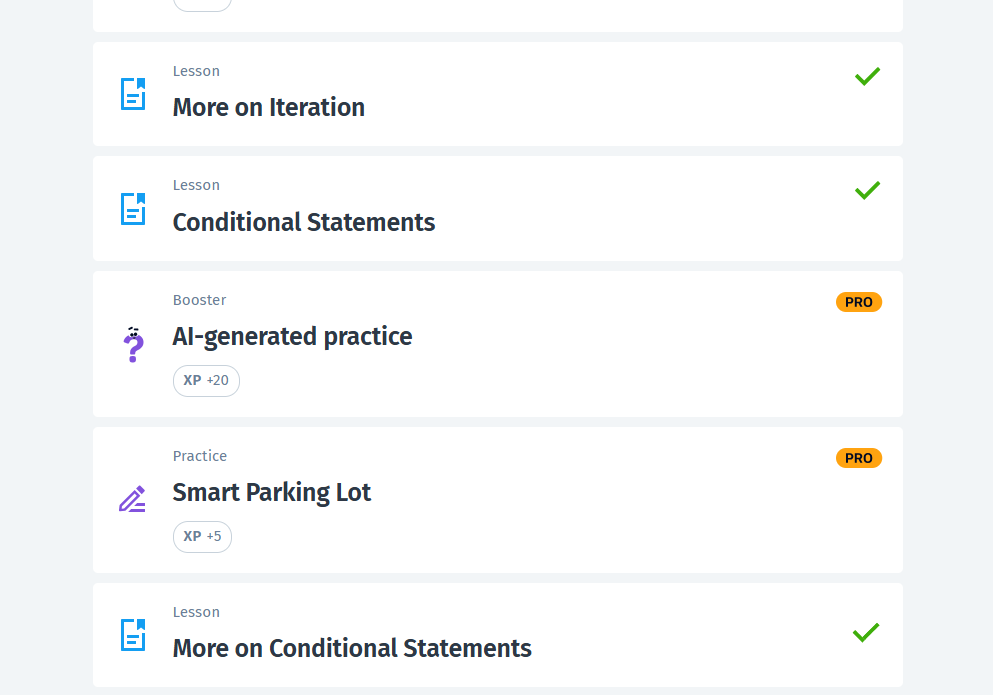 Lesson
More on Iteration
Lesson
Conditional Statements
Booster
PRO
AI-generated practice
XP +20
Practice
PRO
Smart Parking Lot
XP +5
Lesson
More on Conditional Statements